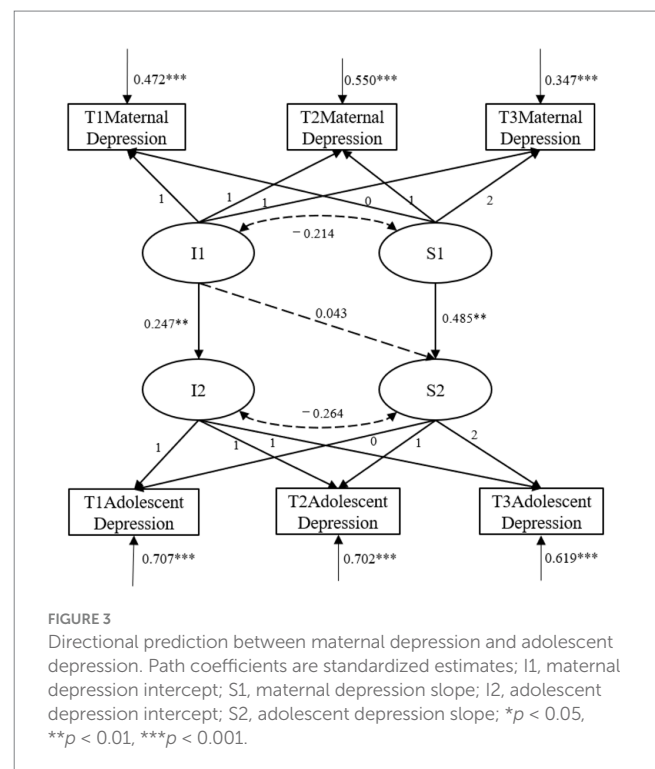 0.472***
0.550***
0.347***
T1Maternal
Depression
T2Maternal
Depression
T3Maternal
Depression
1
1
1
0
1
2
−0.214
I1
S1
0.247**
0.043
0.485**
I2
S2
−0.264
1
1
1
0
1
2
T1Adolescent
Depression
T2Adolescent
Depression
T3Adolescent
Depression
0.707***
0.702***
0.619***
FIGURE 3
Directional prediction between maternal depression and adolescent
depression. Path coefficients are standardized estimates; I1, maternal
depression intercept; S1, maternal depression slope; I2, adolescent
depression intercept; S2, adolescent depression slope; *p < 0.05,
**p < 0.01, ***p < 0.001.